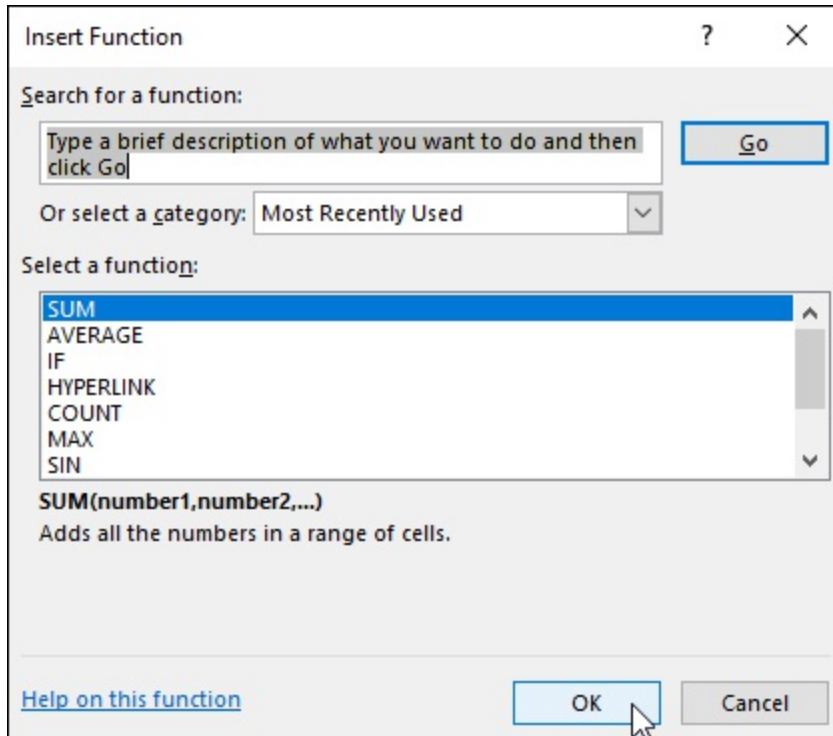 Insert Function
?
Search for a function:
Type a brief description of what you want to do and then
click Go
Go
Or select a category: Most Recently Used
Select a function:
SUM
AVERAGE
IF
HYPERLINK
COUNT
MAX
SIN
SUM(number1,number2,...)
Adds all the numbers in a range of cells.
Help on this function
OK
Cancel